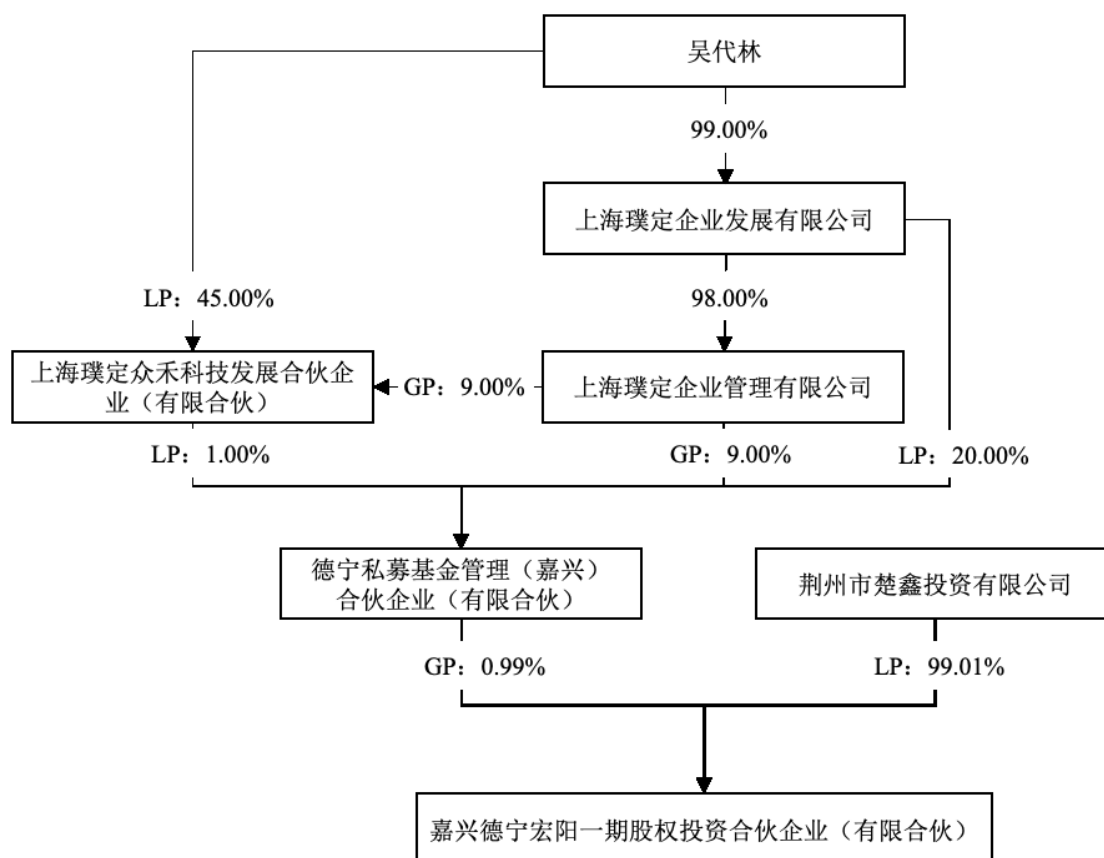 吴代林
99.00%
上海璞定企业发展有限公司
LP：45.00%
98.00%
上海璞定众禾科技发展合伙企
业（有限合伙）
GP：9.00%
上海璞定企业管理有限公司
LP：1.00%
GP：9.00%
LP：20.00%
德宁私募基金管理（嘉兴）
合伙企业（有限合伙）
荆州市楚鑫投资有限公司
GP：0.99%
LP：99.01%
嘉兴德宁宏阳一期股权投资合伙企业（有限合伙）